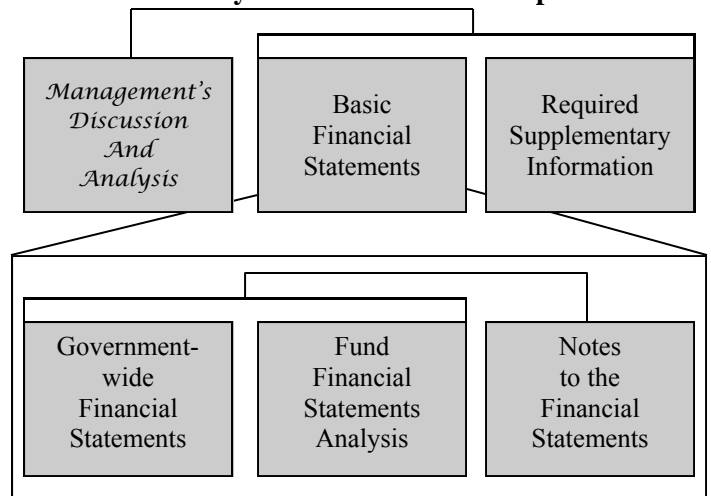 Management's
Discussion
And
Analysis
Basic
Financial
Statements
Required
Supplementary
Information
Government-
wide
Financial
Statements
Fund
Financial
Statements
Analysis
Notes
to the
Financial
Statements